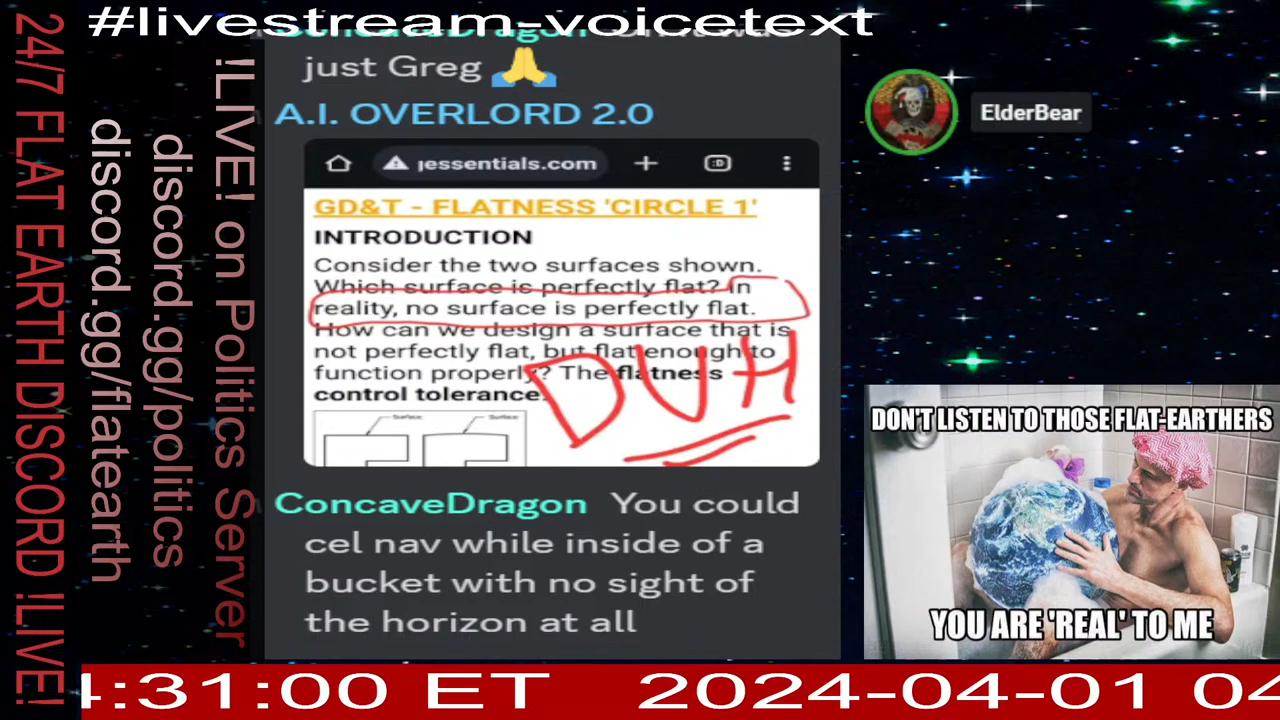 #livestream-voicetext
24/7 FLAT EARTH DISCORD !LIVE!
discord.gg/flatearth
discord.gg/politics
!LIVE! on Politics Server
just Greg 🙏
A.I. OVERLORD 2.0
essentials.com
:D
GD&T - FLATNESS 'CIRCLE 1'
INTRODUCTION
Consider the two surfaces shown.
Which surface is perfectly flat? In
reality, no surface is perfectly flat.
How can we design a surface that is
not perfectly flat, but flat enough to
function properly? The flatness
control tolerance.
DUH
Surface
Surface
ConcaveDragon You could
cel nav while inside of a
bucket with no sight of
the horizon at all
ElderBear
DON'T LISTEN TO THOSE FLAT-EARTHERS
YOU ARE 'REAL' TO ME
4:31:00 ET 2024-04-01 04